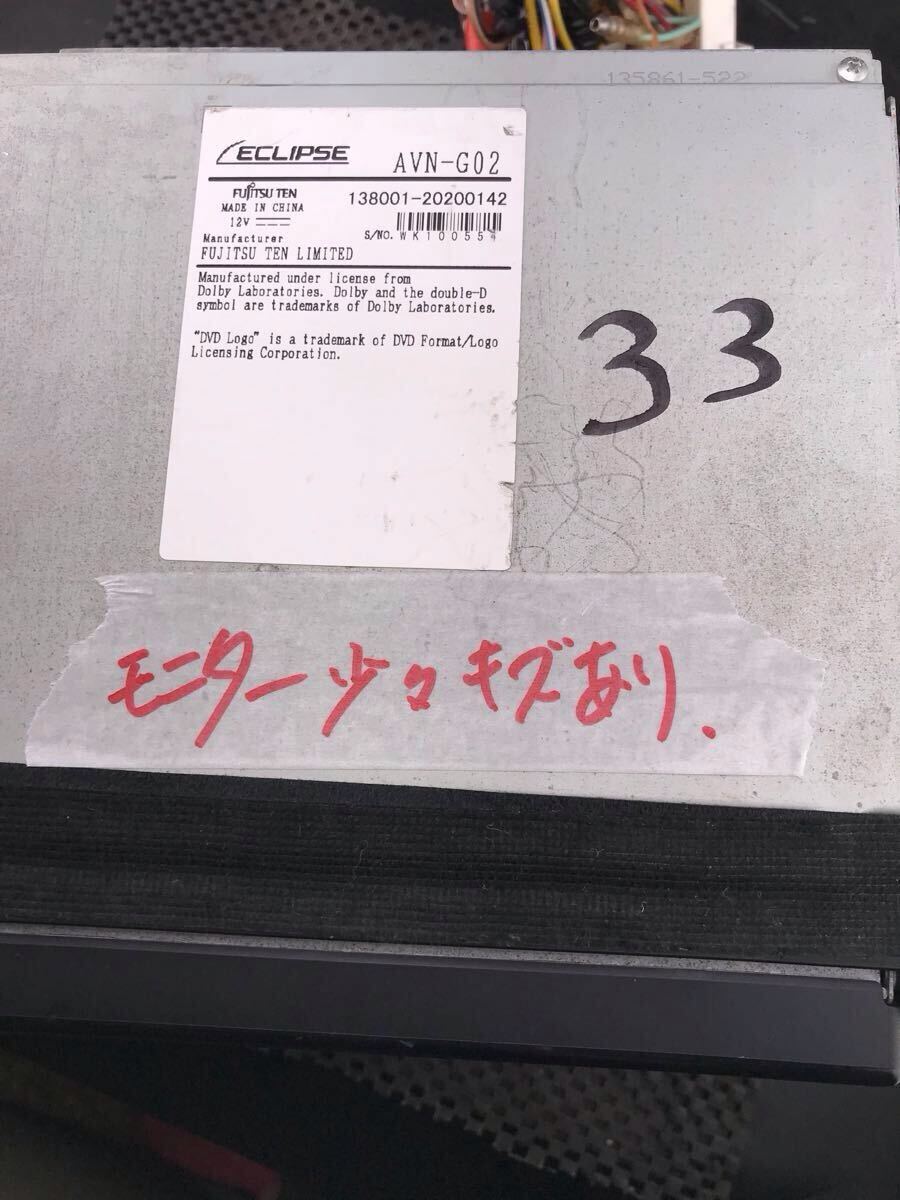 135861-522
ECLIPSE
AVN-G02
FUJITSU TEN
MADE IN CHINA
12V
138001-20200142
S/NO. WK100554
Manufacturer
FUJITSU TEN LIMITED
Manufactured under license from
Dolby Laboratories. Dolby and the double-D
symbol are trademarks of Dolby Laboratories.
"DVD Logo" is a trademark of DVD Format/Logo
Licensing Corporation.
33
モニター少々キズあり.